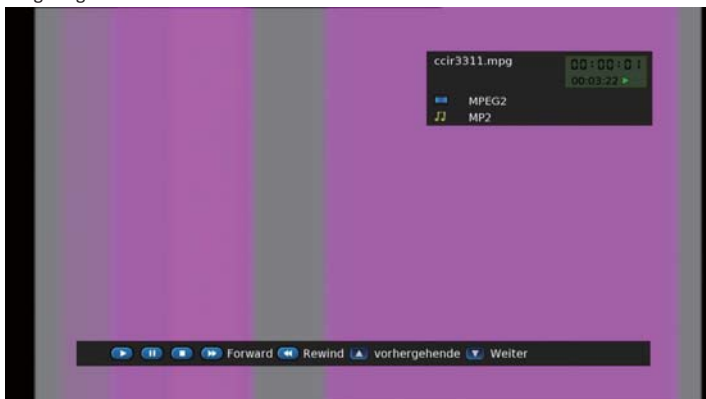 ccir3311.mpg
00:00:01
00:03:22
MPEG2
MP2
Forward Rewind vorhergehende Weiter